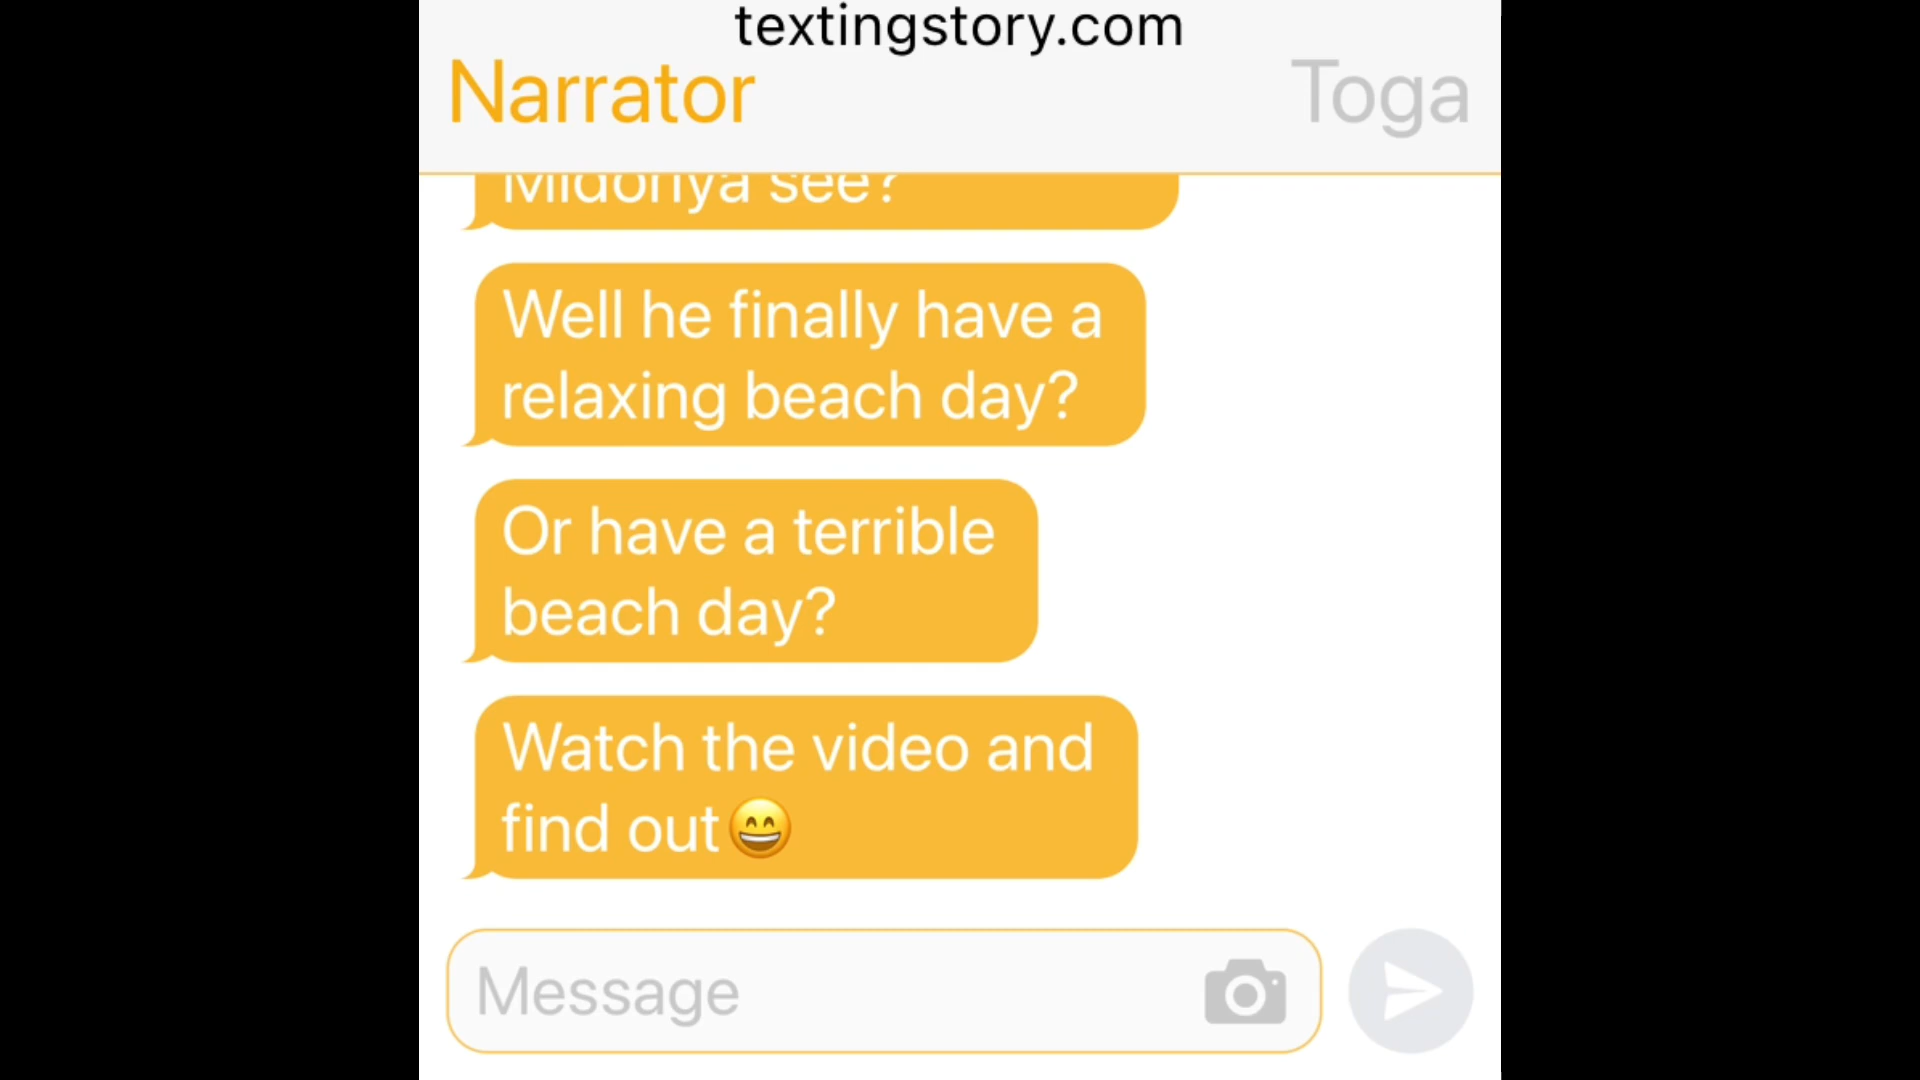 textingstory.com
Narrator
Toga
Midoriya see?
Well he finally have a
relaxing beach day?
Or have a terrible
beach day?
Watch the video and
find out😄
Message